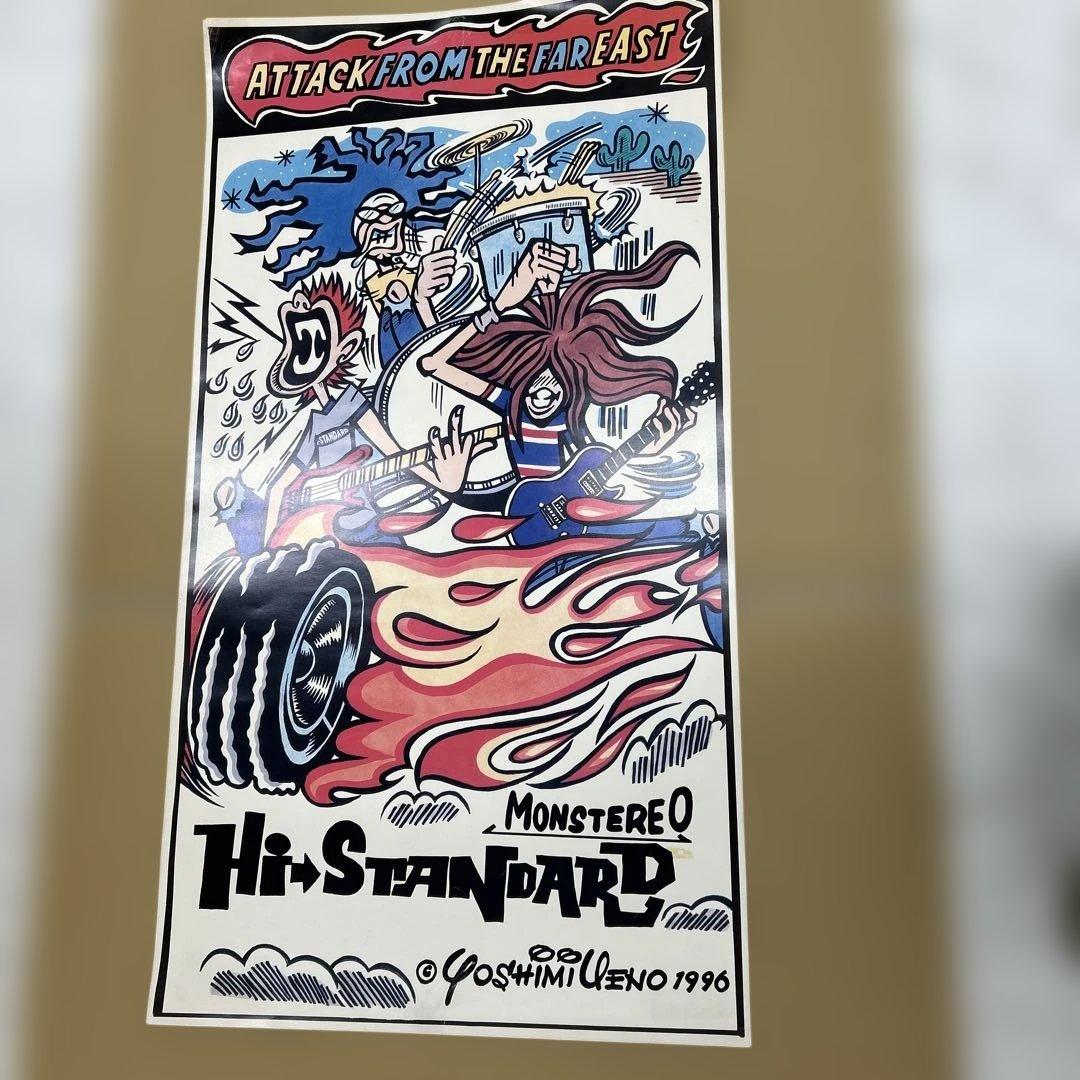 ATTACK FROM THE FAR EAST
STANDARD
MONSTEREO
Hi-STANDARD
© YOSHIMI UENO 1996